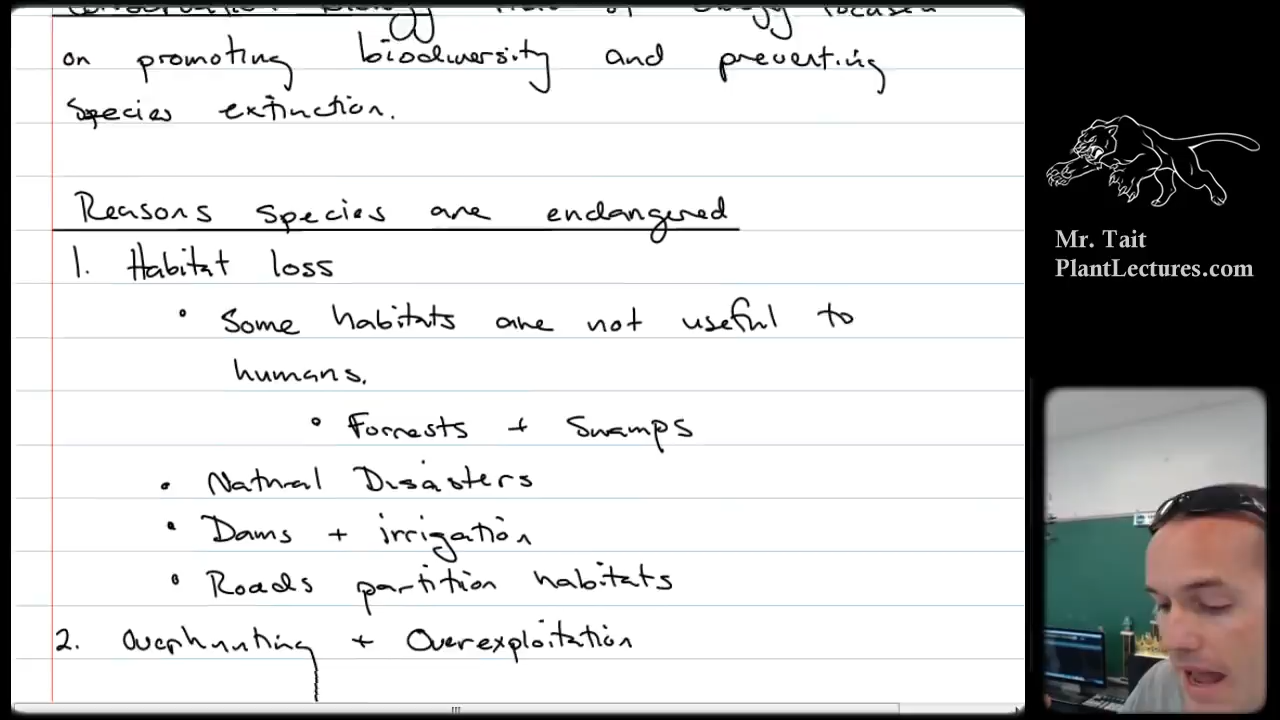 on promoting biodiversity and preventing
species extinction.
Reasons species are endangered
1. Habitat loss
• Some habitats are not useful to
humans.
• Forrests + Swamps
• Natural Disasters
• Dams + irrigation
• Roads partition habitats
2. Overhunting + Overexploitation
Mr. Tait
PlantLectures.com